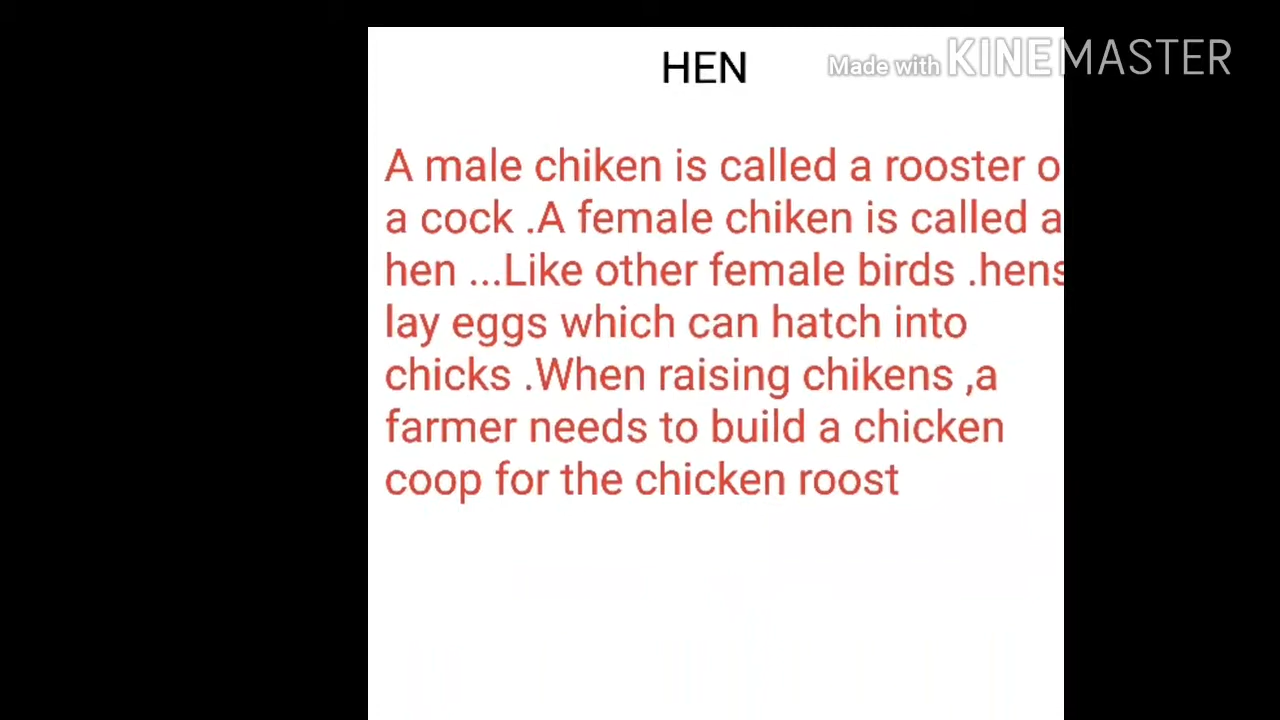 HEN
Made with KINEMASTER
A male chiken is called a rooster o
a cock .A female chiken is called a
hen ...Like other female birds .hens
lay eggs which can hatch into
chicks .When raising chikens ,a
farmer needs to build a chicken
coop for the chicken roost